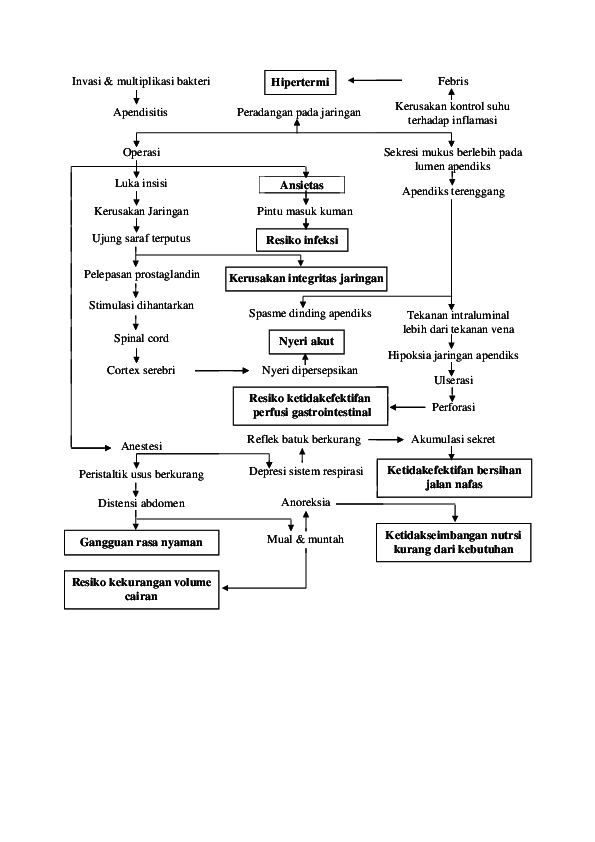 Invasi & multiplikasi bakteri
Hipertermi
Febris
Apendisitis
Peradangan pada jaringan
Kerusakan kontrol suhu
terhadap inflamasi
Operasi
Sekresi mukus berlebih pada
lumen apendiks
Luka insisi
Ansietas
Apendiks terenggang
Kerusakan Jaringan
Pintu masuk kuman
Ujung saraf terputus
Resiko infeksi
Pelepasan prostaglandin
Kerusakan integritas jaringan
Stimulasi dihantarkan
Spasme dinding apendiks
Tekanan intraluminal
lebih dari tekanan vena
Spinal cord
Nyeri akut
Hipoksia jaringan apendiks
Cortex serebri
Nyeri dipersepsikan
Ulserasi
Resiko ketidakefektifan
perfusi gastrointestinal
Perforasi
Anestesi
Reflek batuk berkurang
Akumulasi sekret
Peristaltik usus berkurang
Depresi sistem respirasi
Ketidakefektifan bersihan
jalan nafas
Distensi abdomen
Anoreksia
Gangguan rasa nyaman
Mual & muntah
Ketidakseimbangan nutrsi
kurang dari kebutuhan
Resiko kekurangan volume
cairan